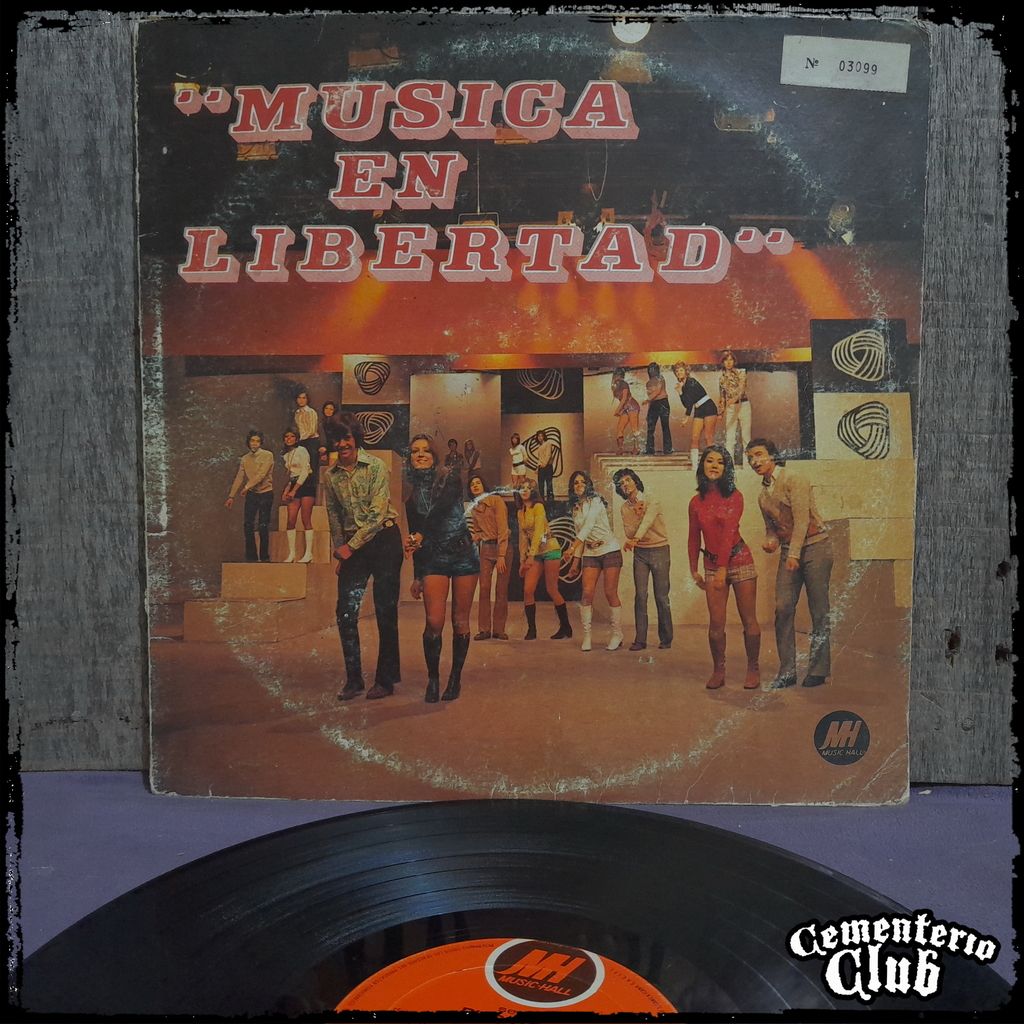 Nº 03099
"MUSICA
EN
LIBERTAD"
MH
MUSIC HALL
MH
MUSIC-HALL
Cementerio
Club